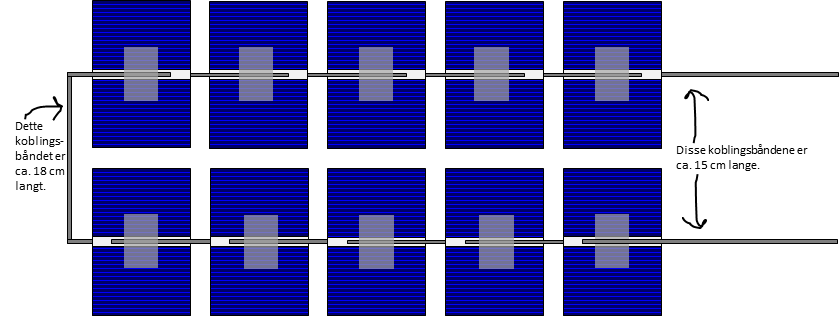 Dette
koblings-
båndet er
ca. 18 cm
langt.
Disse koblingsbåndene er
ca. 15 cm lange.